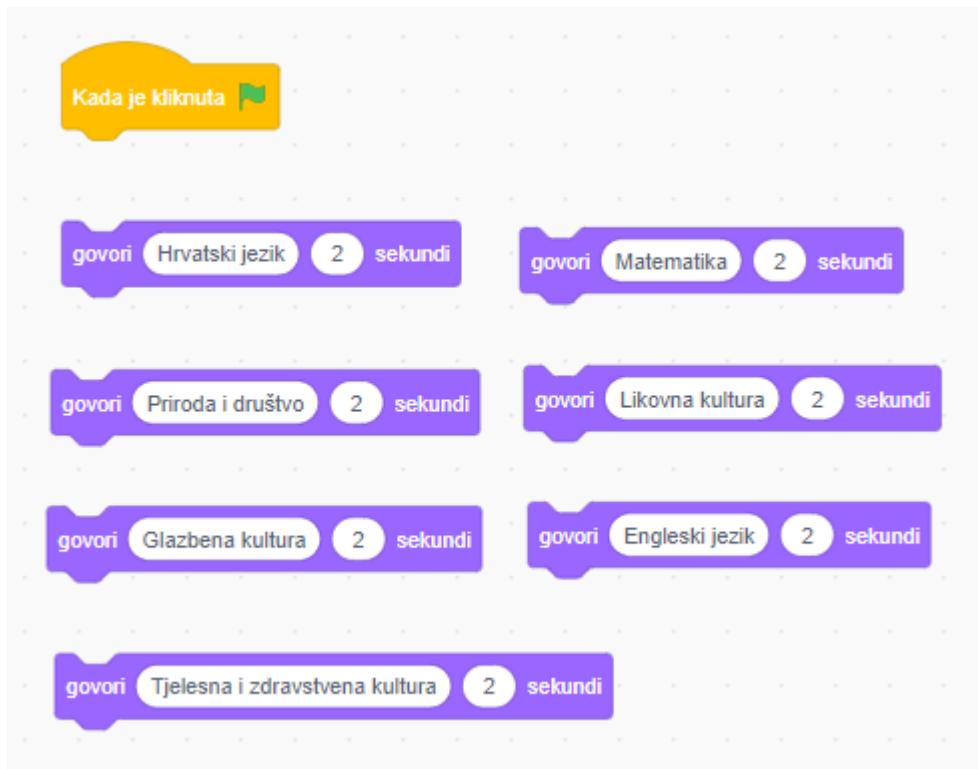 Kada je kliknuta
govori Hrvatski jezik 2 sekundi
govori Matematika 2 sekundi
govori Priroda i društvo 2 sekundi
govori Likovna kultura 2 sekundi
govori Glazbena kultura 2 sekundi
govori Engleski jezik 2 sekundi
govori Tjelesna i zdravstvena kultura 2 sekundi